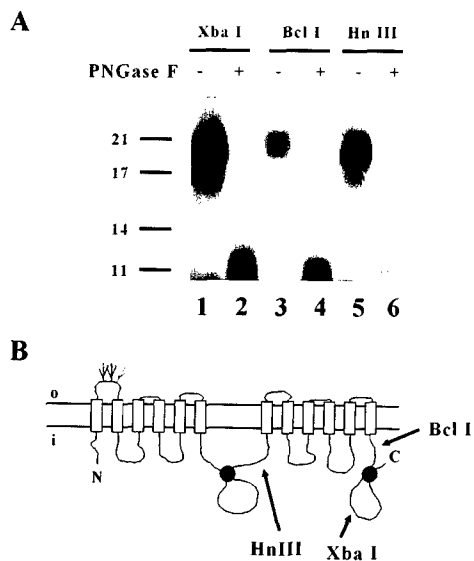 A
Xba I Bcl I Hn III
PNGase F - + - + - +
21
17
14
11
1 2 3 4 5 6
B
o
i
N
C
Bcl I
HnIII
Xba I